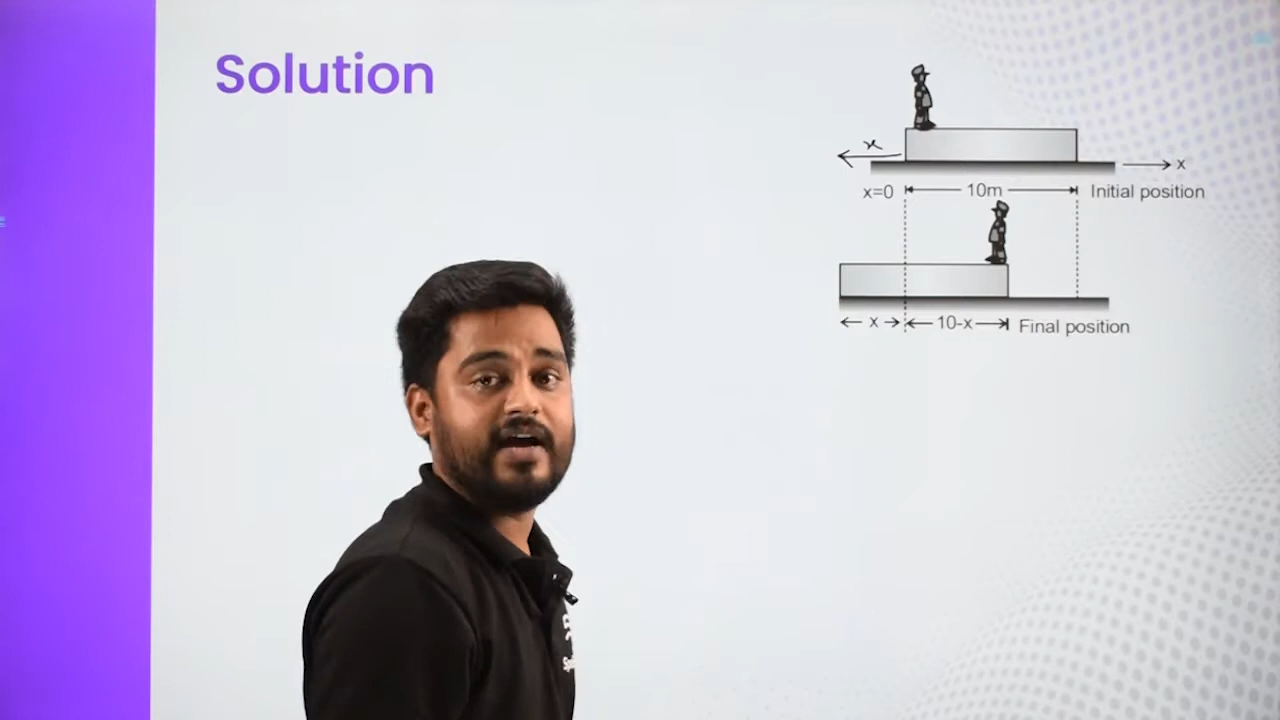 Solution
x
x
x=0
10m
Initial position
x
10-x
Final position